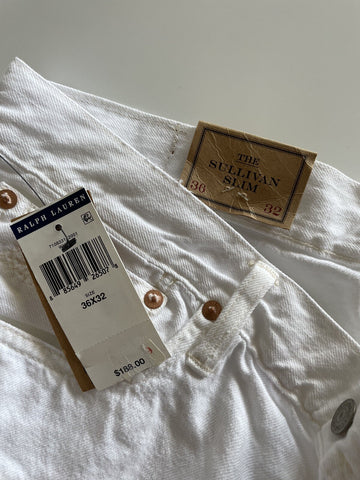 THE
SULLIVAN
SLIM
36 32
RALPH LAUREN
SIZE
36X32
$188.00